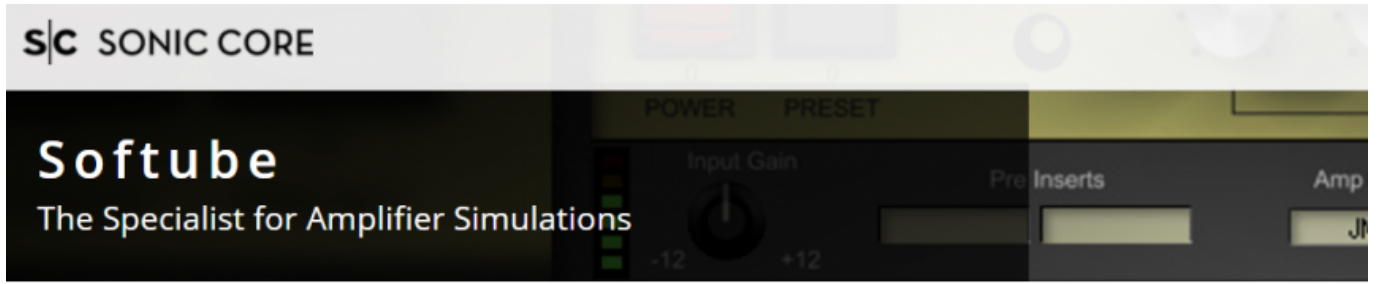 S|C SONIC CORE
POWER PRESET
Softube
Input Gain
Pre Inserts
Amp
The Specialist for Amplifier Simulations
-12 +12